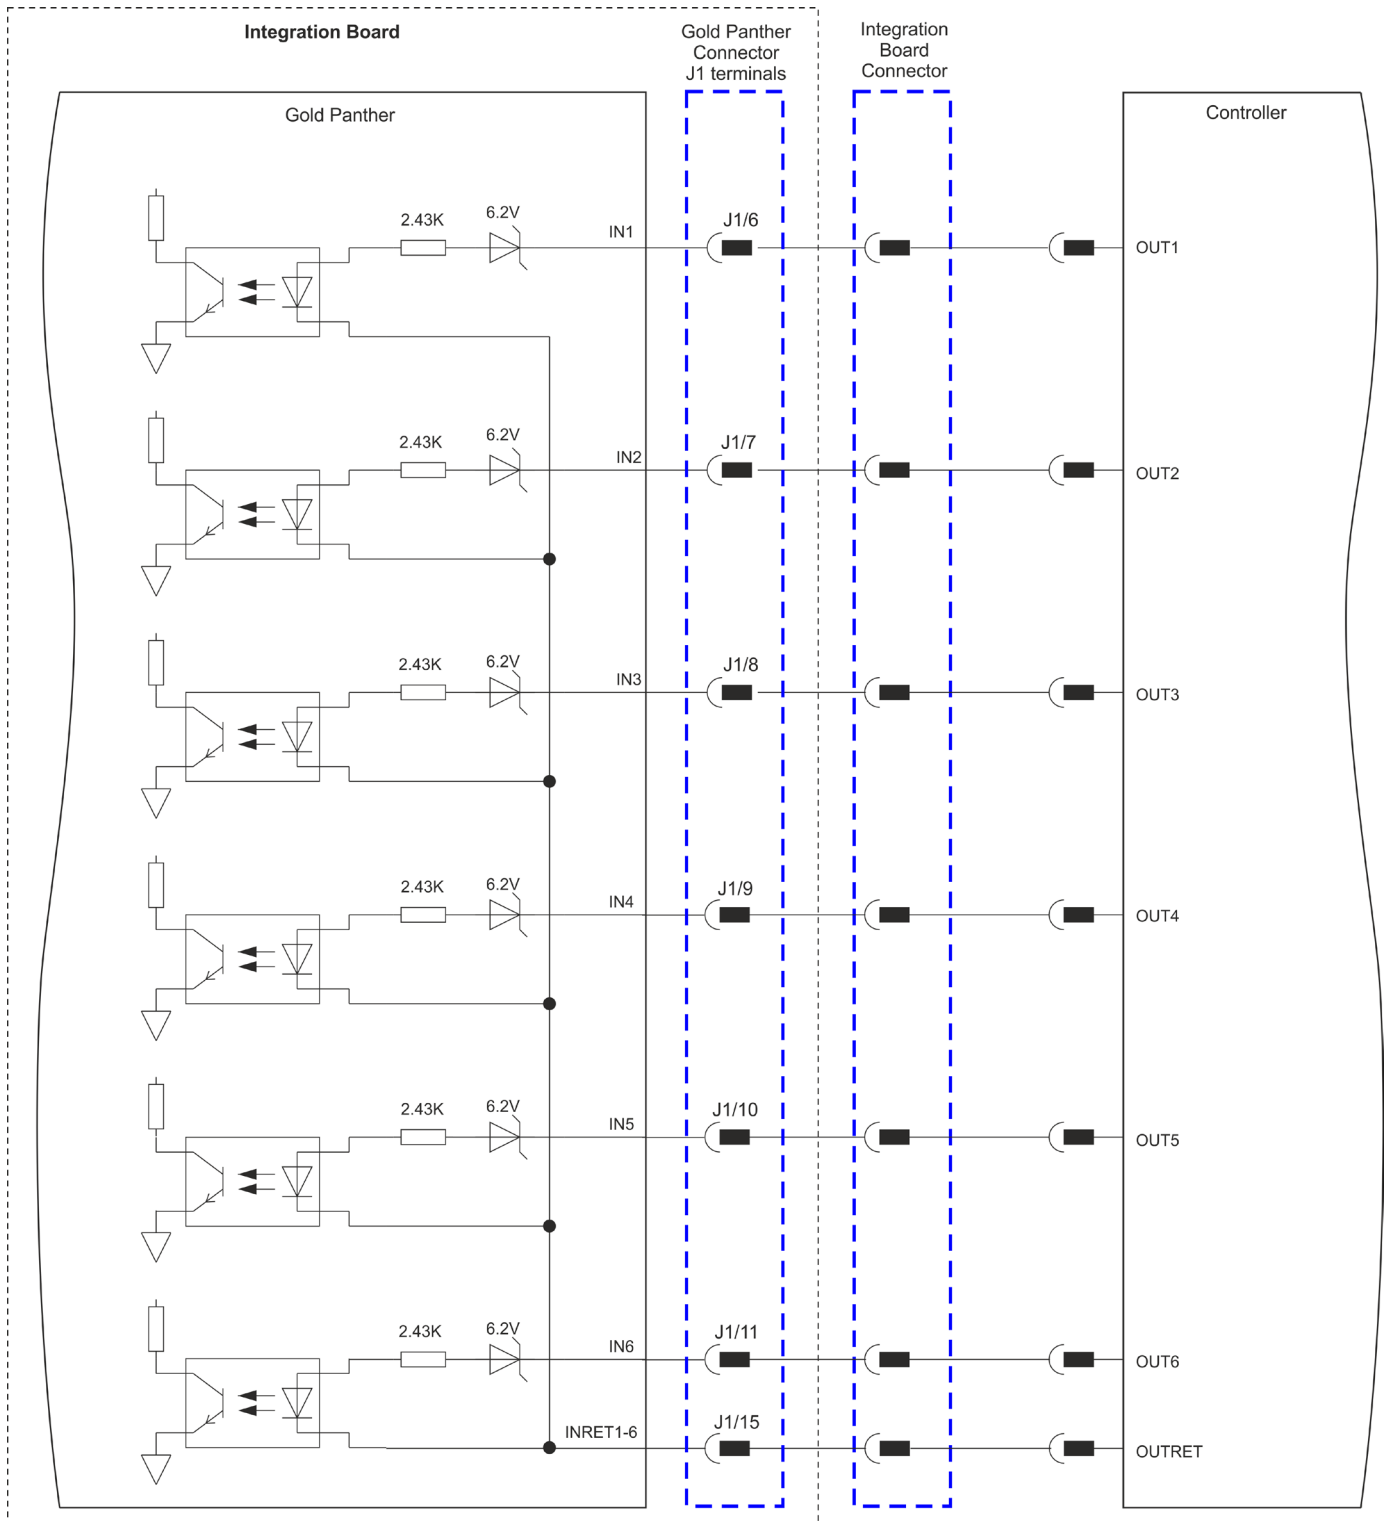 Integration Board
Gold Panther
Connector
J1 terminals
Integration
Board
Connector
Gold Panther
Controller
2.43K
6.2V
IN1
J1/6
OUT1
2.43K
6.2V
IN2
J1/7
OUT2
2.43K
6.2V
IN3
J1/8
OUT3
2.43K
6.2V
IN4
J1/9
OUT4
2.43K
6.2V
IN5
J1/10
OUT5
2.43K
6.2V
IN6
J1/11
OUT6
INRET1-6
J1/15
OUTRET